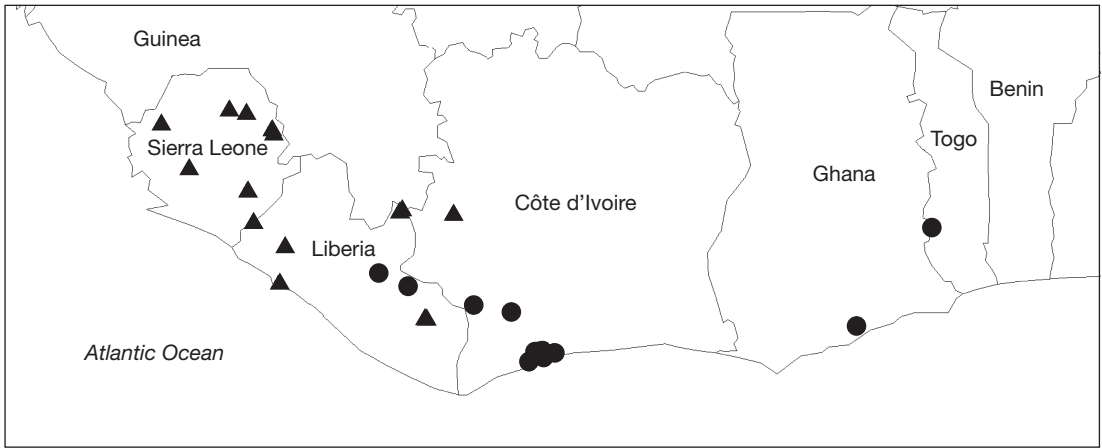 Guinea
Benin
Togo
Sierra Leone
Ghana
Côte d’Ivoire
Liberia
Atlantic Ocean